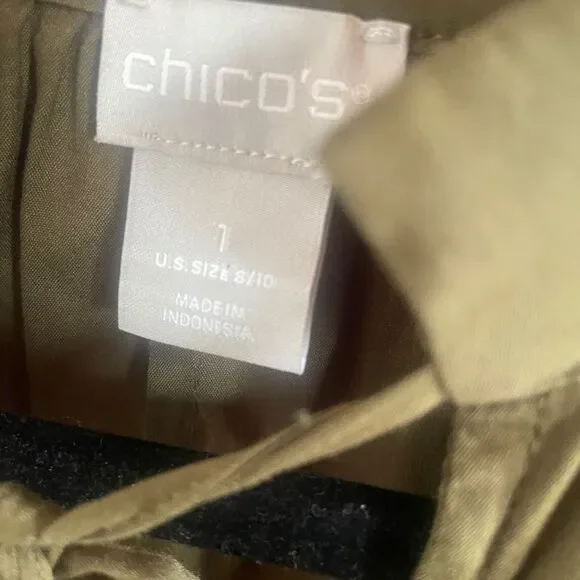 chico's®
1
U.S. SIZE 8/10
MADE IN
INDONESIA